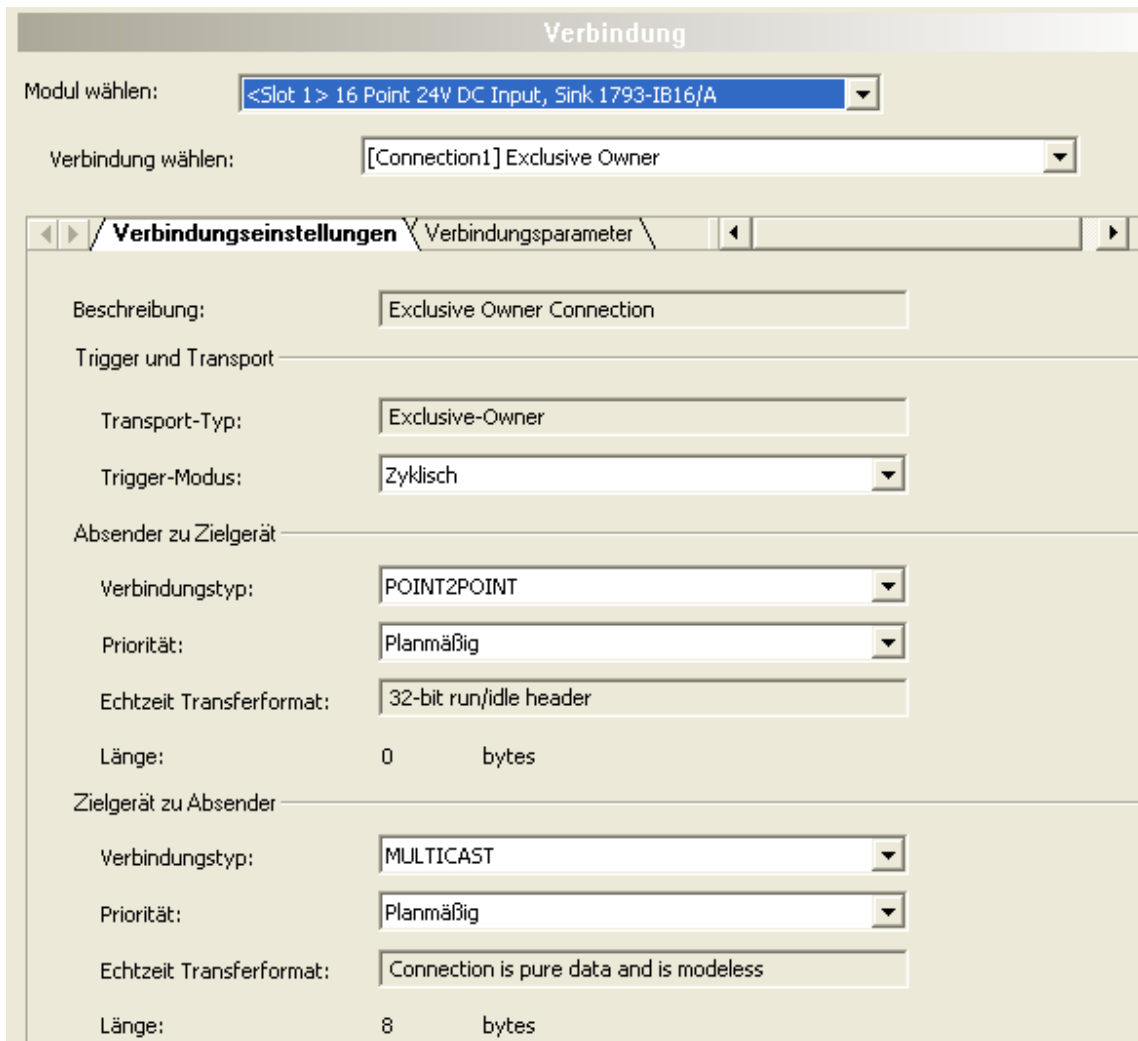 Verbindung
Modul wählen: <Slot 1> 16 Point 24V DC Input, Sink 1793-IB16/A
Verbindung wählen: [Connection1] Exclusive Owner
Verbindungseinstellungen Verbindungsparameter
Beschreibung: Exclusive Owner Connection
Trigger und Transport
Transport-Typ: Exclusive-Owner
Trigger-Modus: Zyklisch
Absender zu Zielgerät
Verbindungstyp: POINT2POINT
Priorität: Planmäßig
Echtzeit Transferformat: 32-bit run/idle header
Länge: 0 bytes
Zielgerät zu Absender
Verbindungstyp: MULTICAST
Priorität: Planmäßig
Echtzeit Transferformat: Connection is pure data and is modeless
Länge: 8 bytes